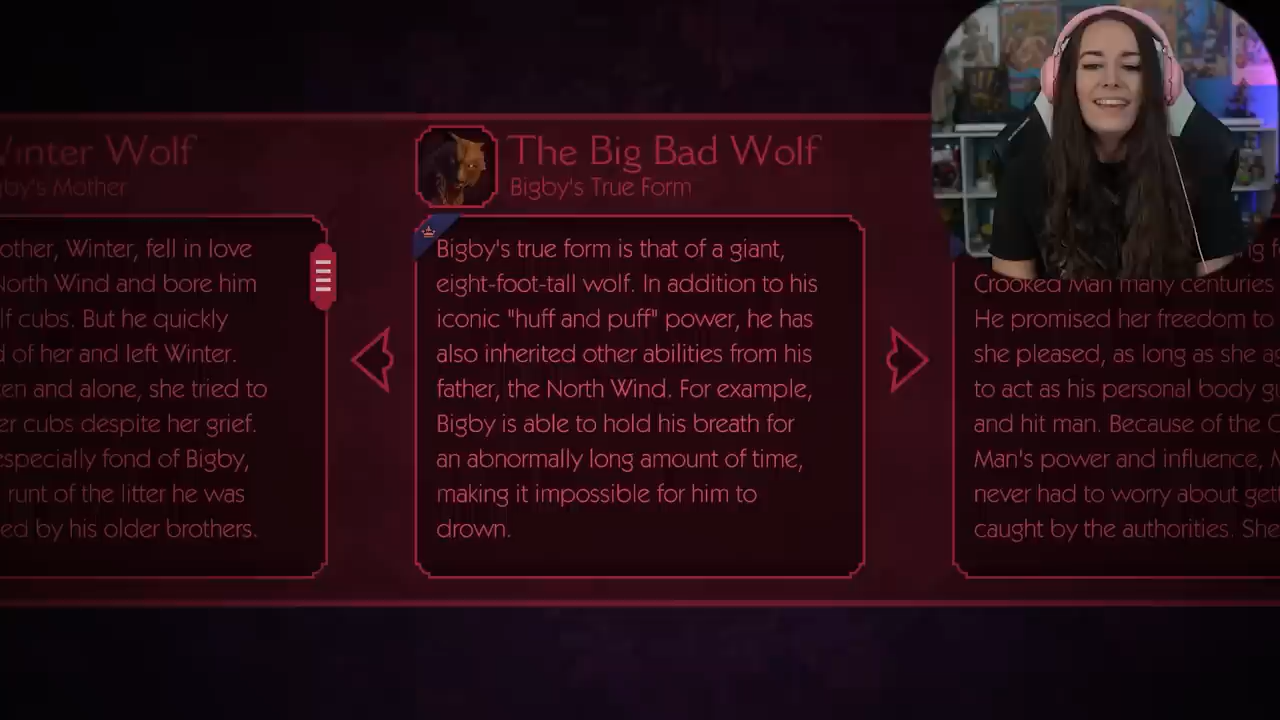 Winter Wolf
Bigby's Mother
other, Winter, fell in love
North Wind and bore him
lf cubs. But he quickly
d of her and left Winter.
en and alone, she tried to
er cubs despite her grief.
especially fond of Bigby,
runt of the litter he was
ed by his older brothers.
The Big Bad Wolf
Bigby's True Form
Bigby's true form is that of a giant,
eight-foot-tall wolf. In addition to his
iconic "huff and puff" power, he has
also inherited other abilities from his
father, the North Wind. For example,
Bigby is able to hold his breath for
an abnormally long amount of time,
making it impossible for him to
drown.
Crooked Man many centuries
He promised her freedom to
she pleased, as long as she
to act as his personal body
and hit man. Because of the
Man's power and influence,
never had to worry about
caught by the authorities. She